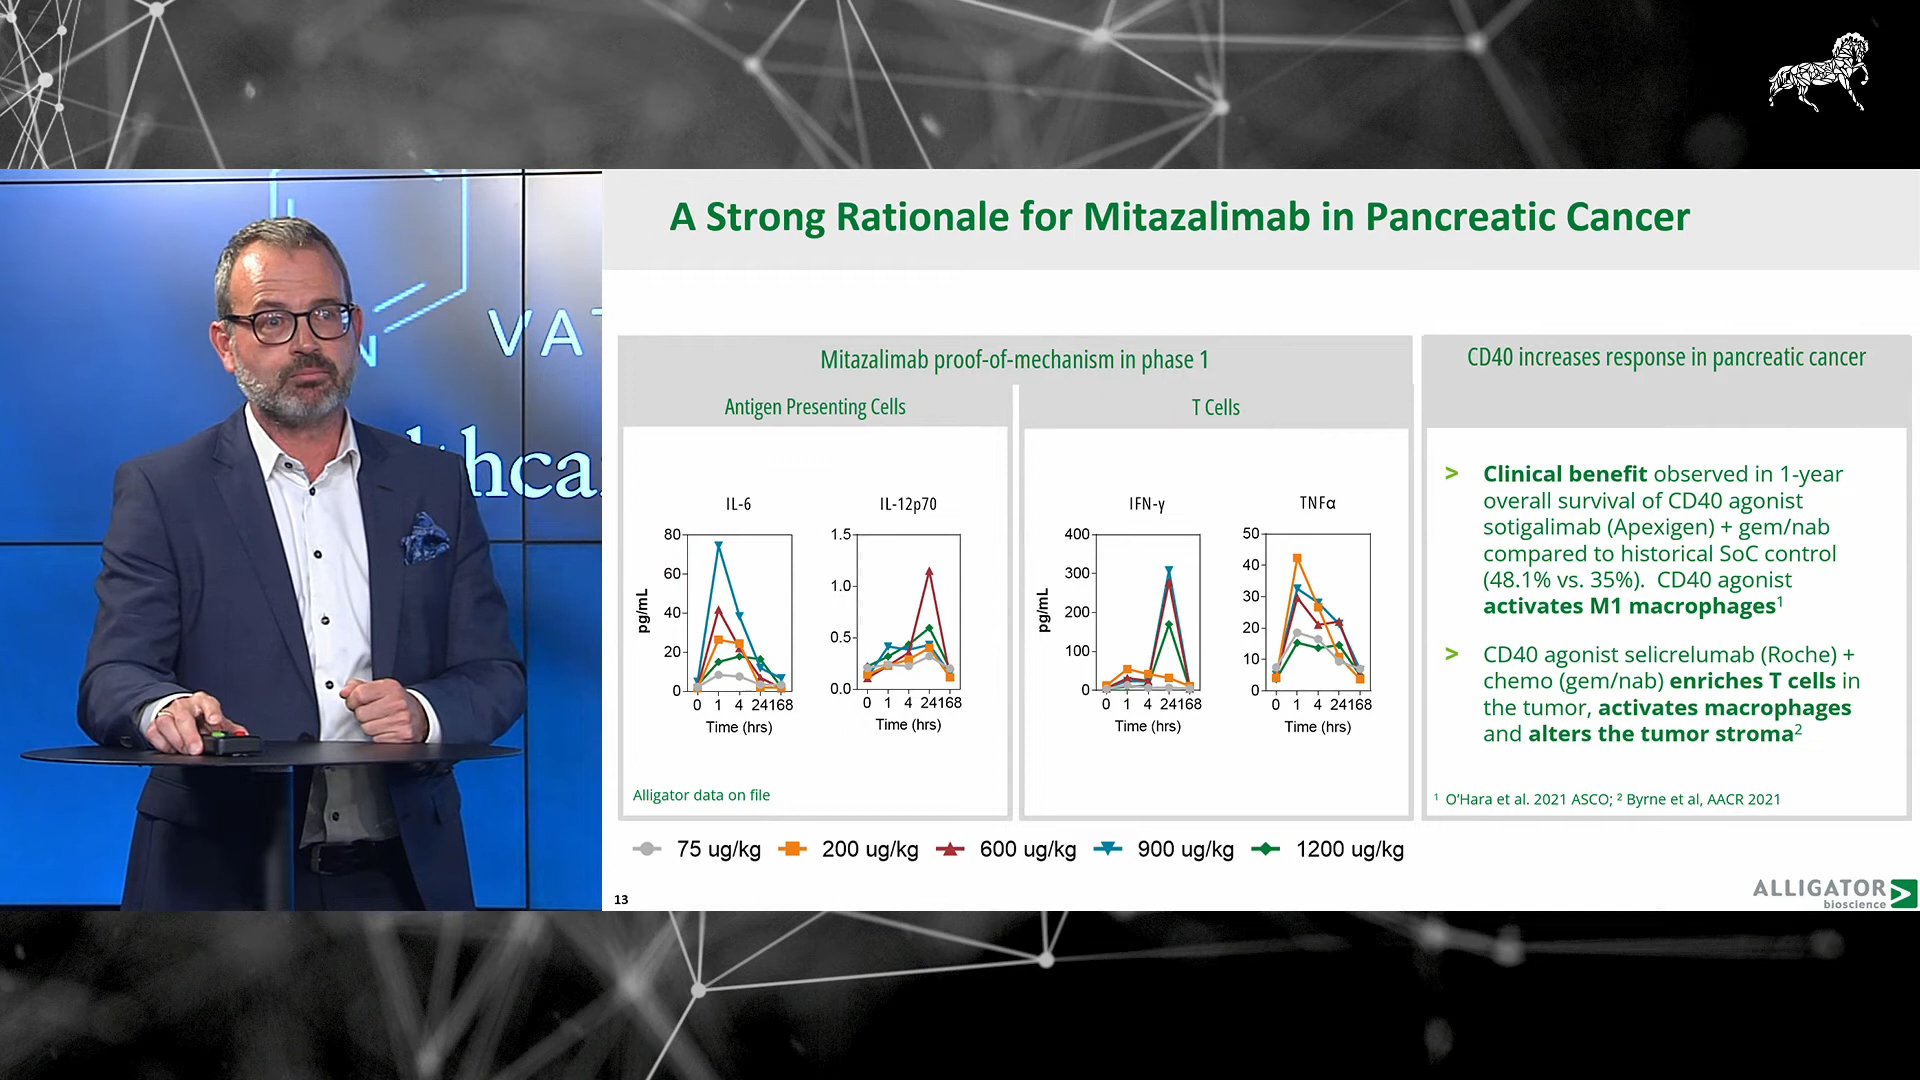 N
VAT
lthca
A Strong Rationale for Mitazalimab in Pancreatic Cancer
Mitazalimab proof-of-mechanism in phase 1
Antigen Presenting Cells
IL-6
pg/mL
80
60
40
20
0
0 1 4 24168
Time (hrs)
IL-12p70
1.5
1.0
0.5
0.0
0 1 4 24168
Time (hrs)
Alligator data on file
T Cells
IFN-γ
pg/mL
400
300
200
100
0
0 1 4 24168
Time (hrs)
TNFα
50
40
30
20
10
0
0 1 4 24168
Time (hrs)
75 ug/kg 200 ug/kg 600 ug/kg 900 ug/kg 1200 ug/kg
CD40 increases response in pancreatic cancer
> Clinical benefit observed in 1-year
overall survival of CD40 agonist
sotigalimab (Apexigen) + gem/nab
compared to historical SoC control
(48.1% vs. 35%). CD40 agonist
activates M1 macrophages¹
> CD40 agonist selicrelumab (Roche) +
chemo (gem/nab) enriches T cells in
the tumor, activates macrophages
and alters the tumor stroma²
¹ O'Hara et al. 2021 ASCO; ² Byrne et al, AACR 2021
13
ALLIGATOR
bioscience